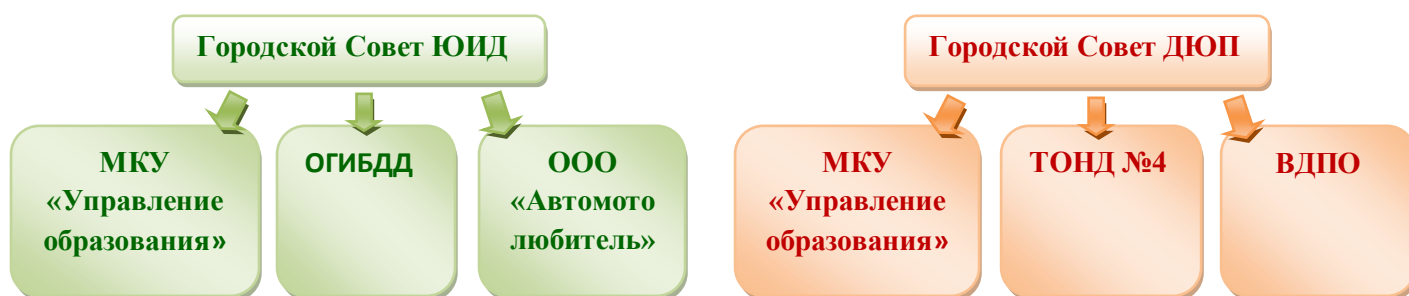 Городской Совет ЮИД
МКУ
«Управление
образования»
ОГИБДД
ООО
«Автомото
любитель»
Городской Совет ДЮП
МКУ
«Управление
образования»
ТОНД №4
ВДПО